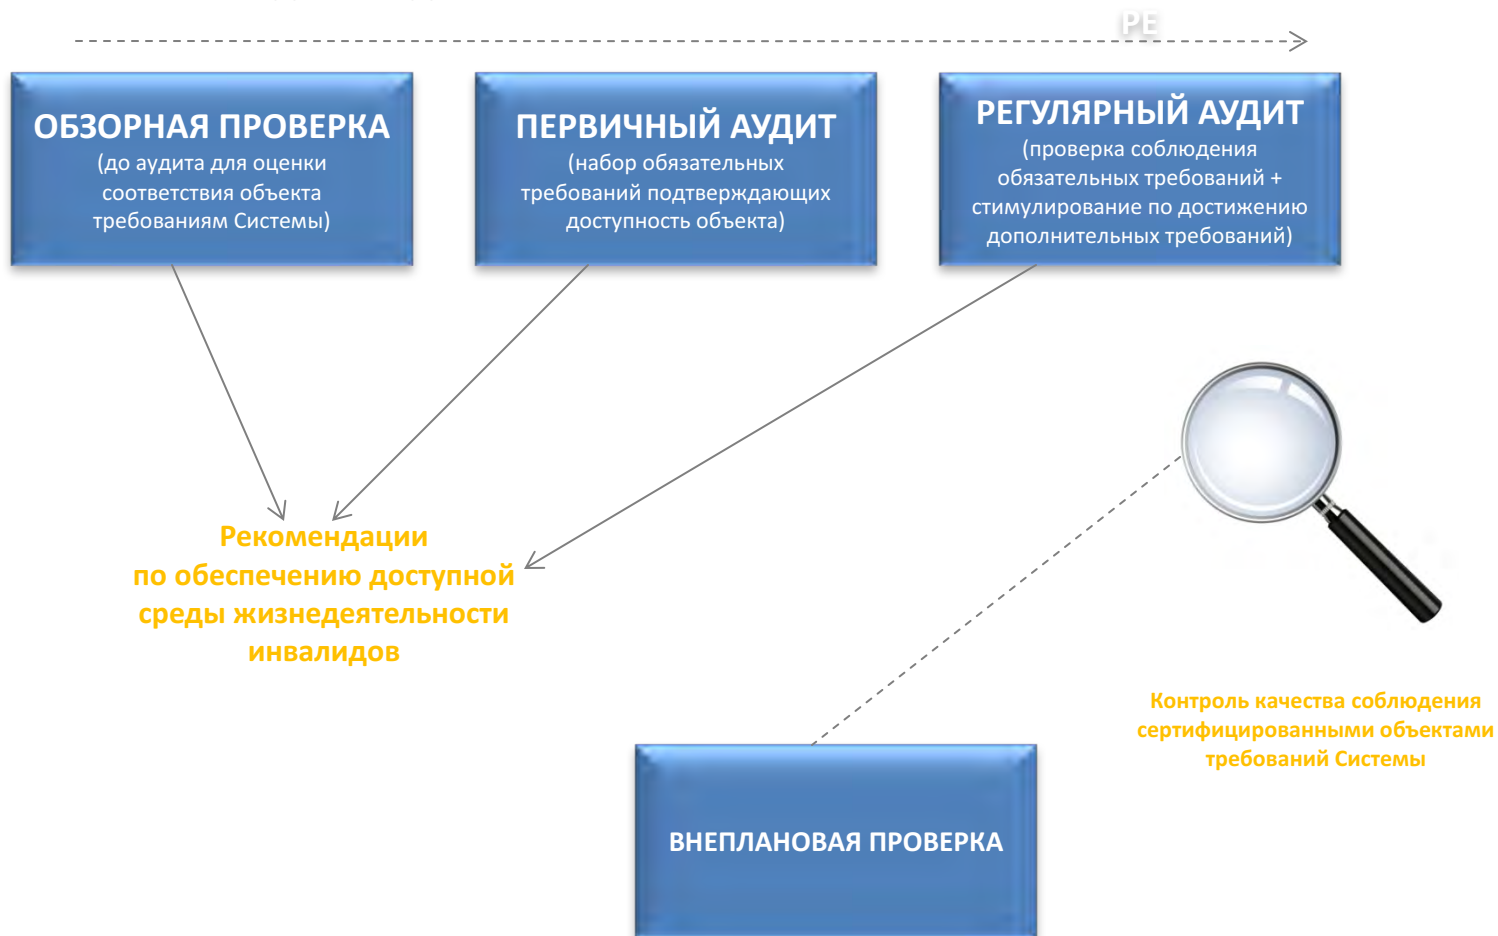 РЕ
ОБЗОРНАЯ ПРОВЕРКА
(до аудита для оценки
соответствия объекта
требованиям Системы)
ПЕРВИЧНЫЙ АУДИТ
(набор обязательных
требований подтверждающих
доступность объекта)
РЕГУЛЯРНЫЙ АУДИТ
(проверка соблюдения
обязательных требований +
стимулирование по достижению
дополнительных требований)
Рекомендации
по обеспечению доступной
среды жизнедеятельности
инвалидов
Контроль качества соблюдения
сертифицированными объектами
требований Системы
ВНЕПЛАНОВАЯ ПРОВЕРКА